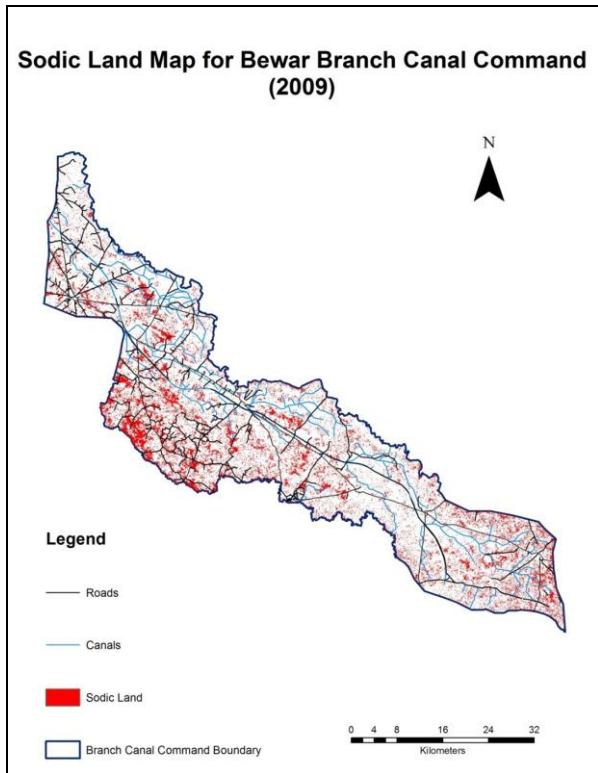 Sodic Land Map for Bewar Branch Canal Command
(2009)
N
Legend
Roads
Canals
Sodic Land
Branch Canal Command Boundary
0 4 8 16 24 32
Kilometers